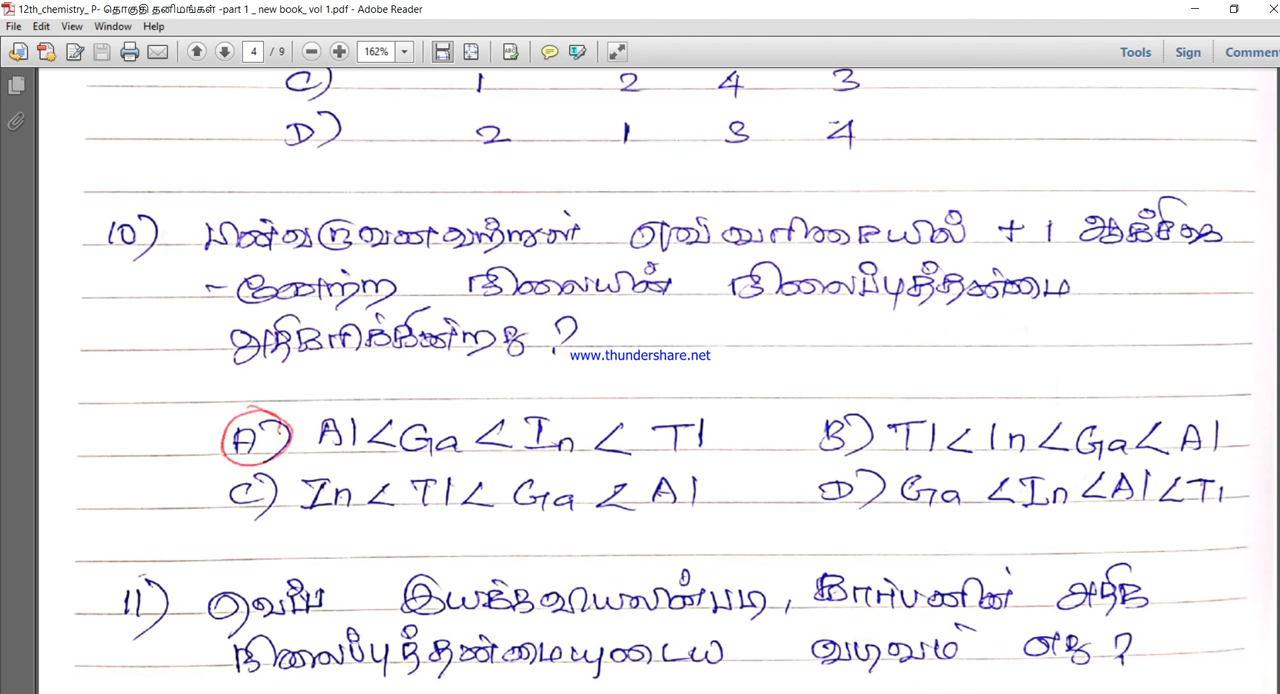 12th_chemistry_ P- தொகுதி தனிமங்கள் -part 1 _ new book_ vol 1.pdf - Adobe Reader
File Edit View Window Help
4 / 9 162% Tools Sign Comment
C) 1 2 4 3
D) 2 1 3 4
10) பின்வருவனவற்றுள் எவ்வரிசையில் +1 ஆக்சிஜ
-னேற்ற நிலையின் நிலைப்புத்தன்மை
அதிகரிக்கின்றது ?
www.thundershare.net
A) Al < Ga < In < Tl B) Tl < In < Ga < Al
C) In < Tl < Ga < Al D) Ga < In < Al < Tl
11) வெப்ப இயக்கவியலின்படி, கார்பனின் அதிக
நிலைப்புத்தன்மையுடைய வடிவம் எது ?